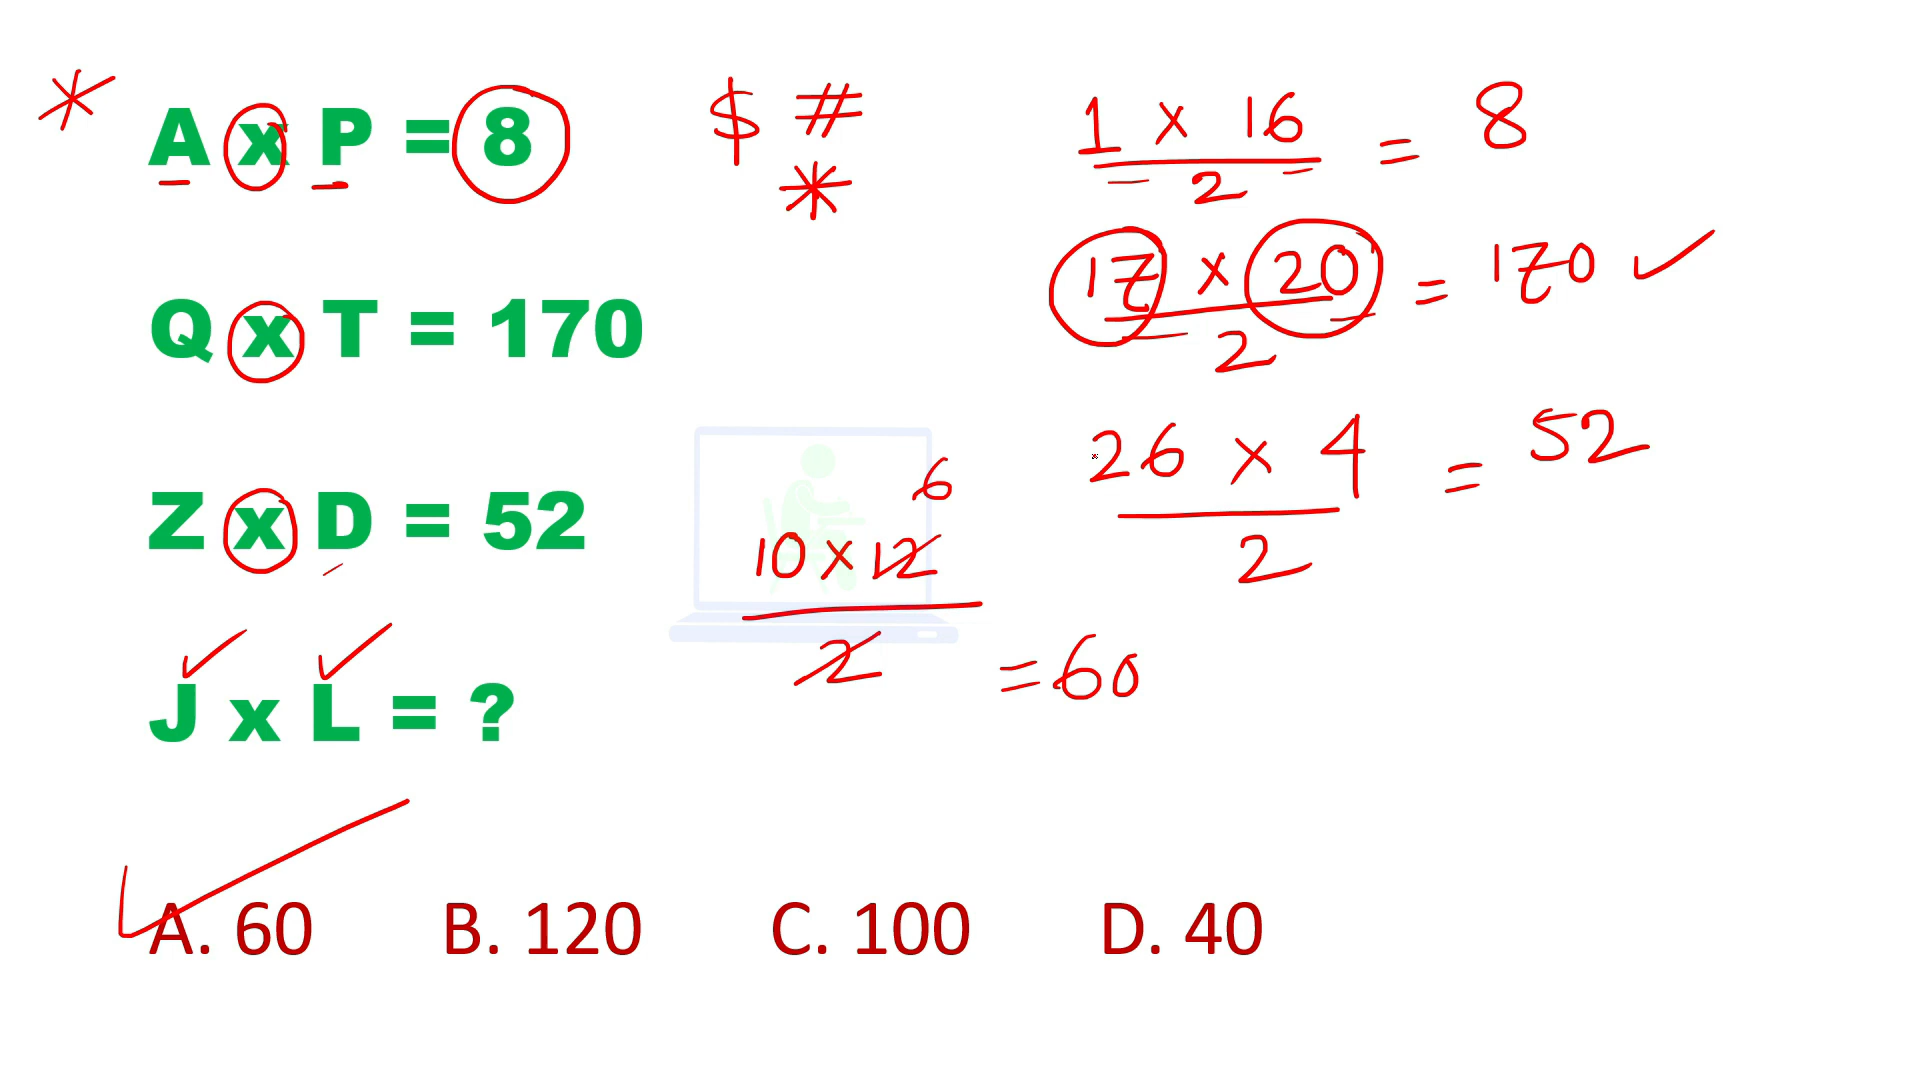 * A x P = 8
$ #
*
1 x 16 = 8
2
Q x T = 170
17 x 20 = 170
2
Z x D = 52
26 x 4 = 52
2
6
10 x 12
2 = 60
J x L = ?
A. 60 B. 120 C. 100 D. 40